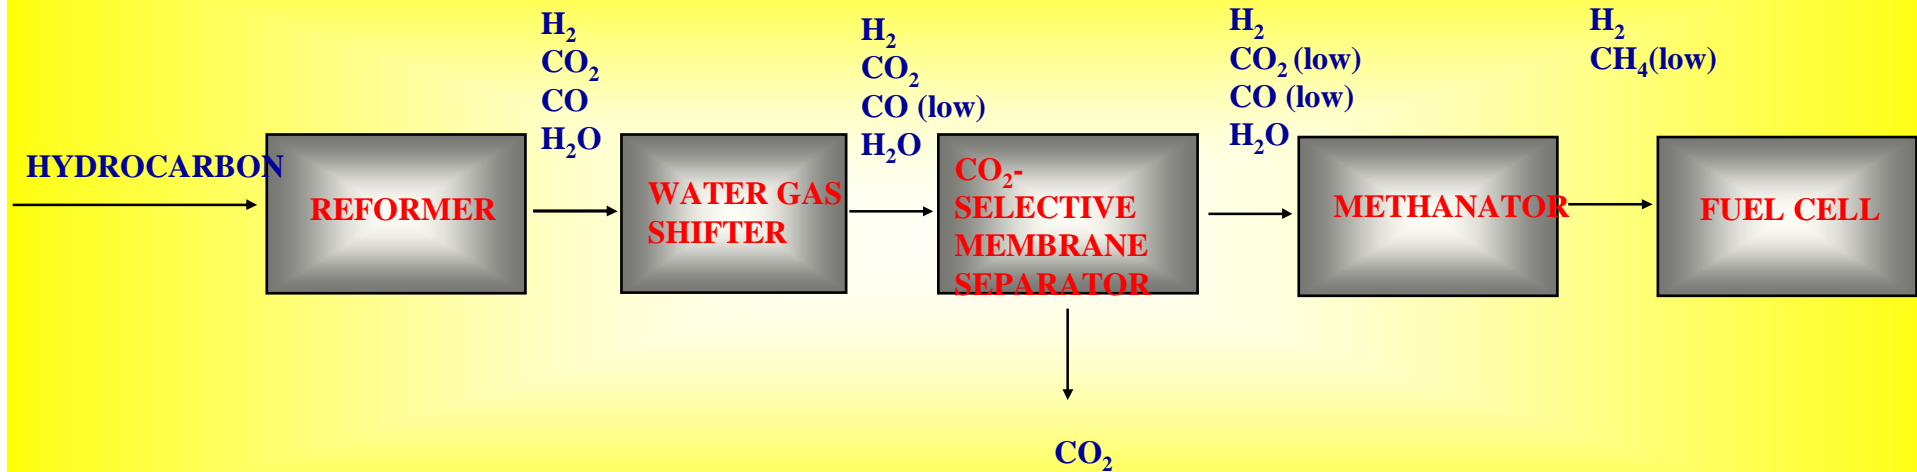 HYDROCARBON
REFORMER
H₂
CO₂
CO
H₂O
WATER GAS
SHIFTER
H₂
CO₂
CO (low)
H₂O
CO₂-
SELECTIVE
MEMBRANE
SEPARATOR
CO₂
H₂
CO₂ (low)
CO (low)
H₂O
METHANATOR
H₂
CH₄(low)
FUEL CELL